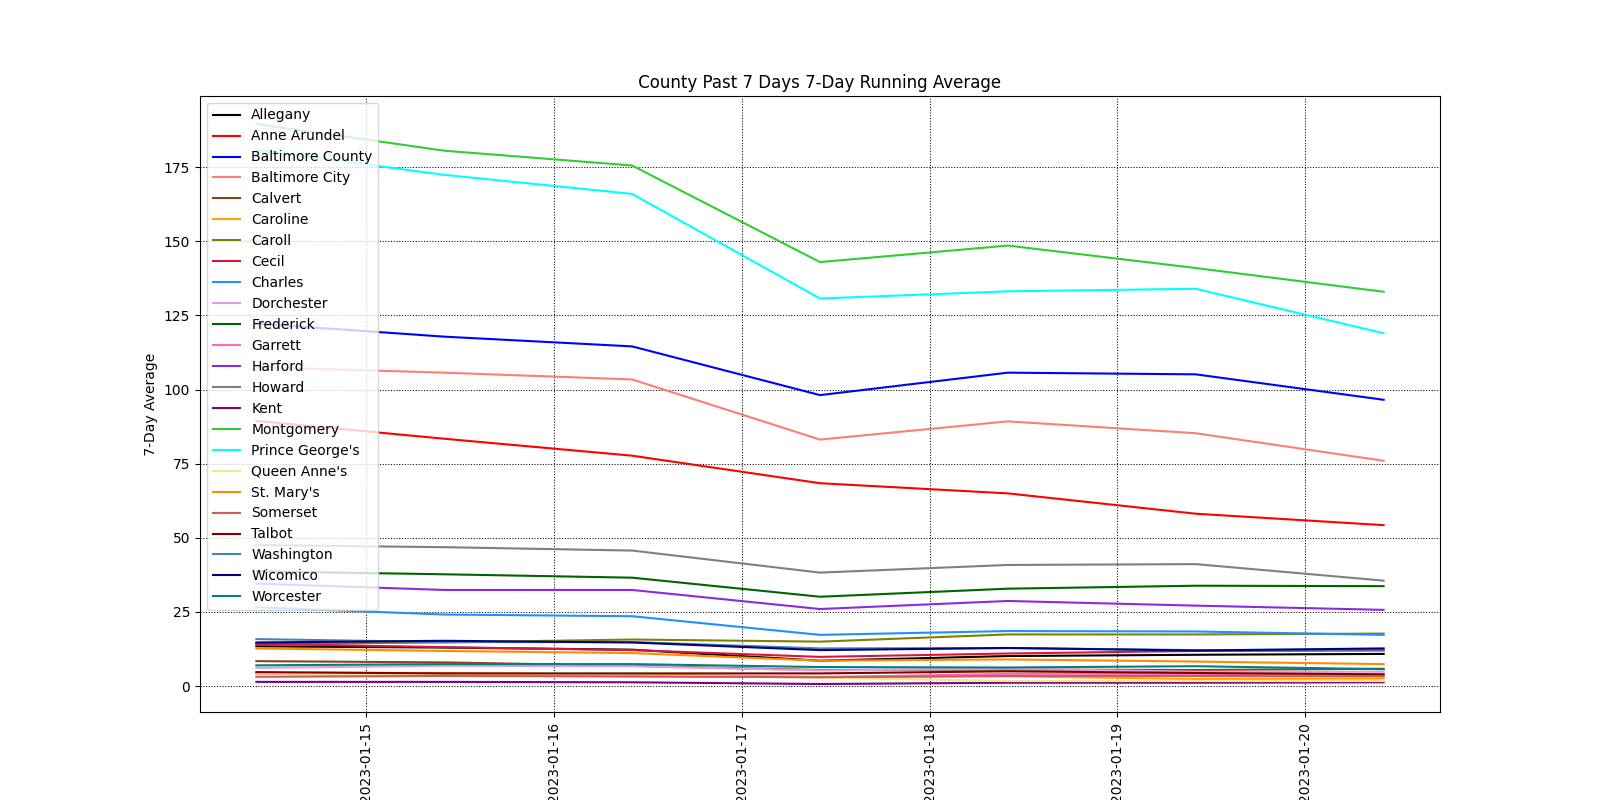 County Past 7 Days 7-Day Running Average
Allegany
Anne Arundel
Baltimore County
Baltimore City
Calvert
Caroline
Caroll
Cecil
Charles
Dorchester
Frederick
Garrett
Harford
Howard
Kent
Montgomery
Prince George's
Queen Anne's
St. Mary's
Somerset
Talbot
Washington
Wicomico
Worcester
7-Day Average
175
150
125
100
75
50
25
0
2023-01-15
2023-01-16
2023-01-17
2023-01-18
2023-01-19
2023-01-20